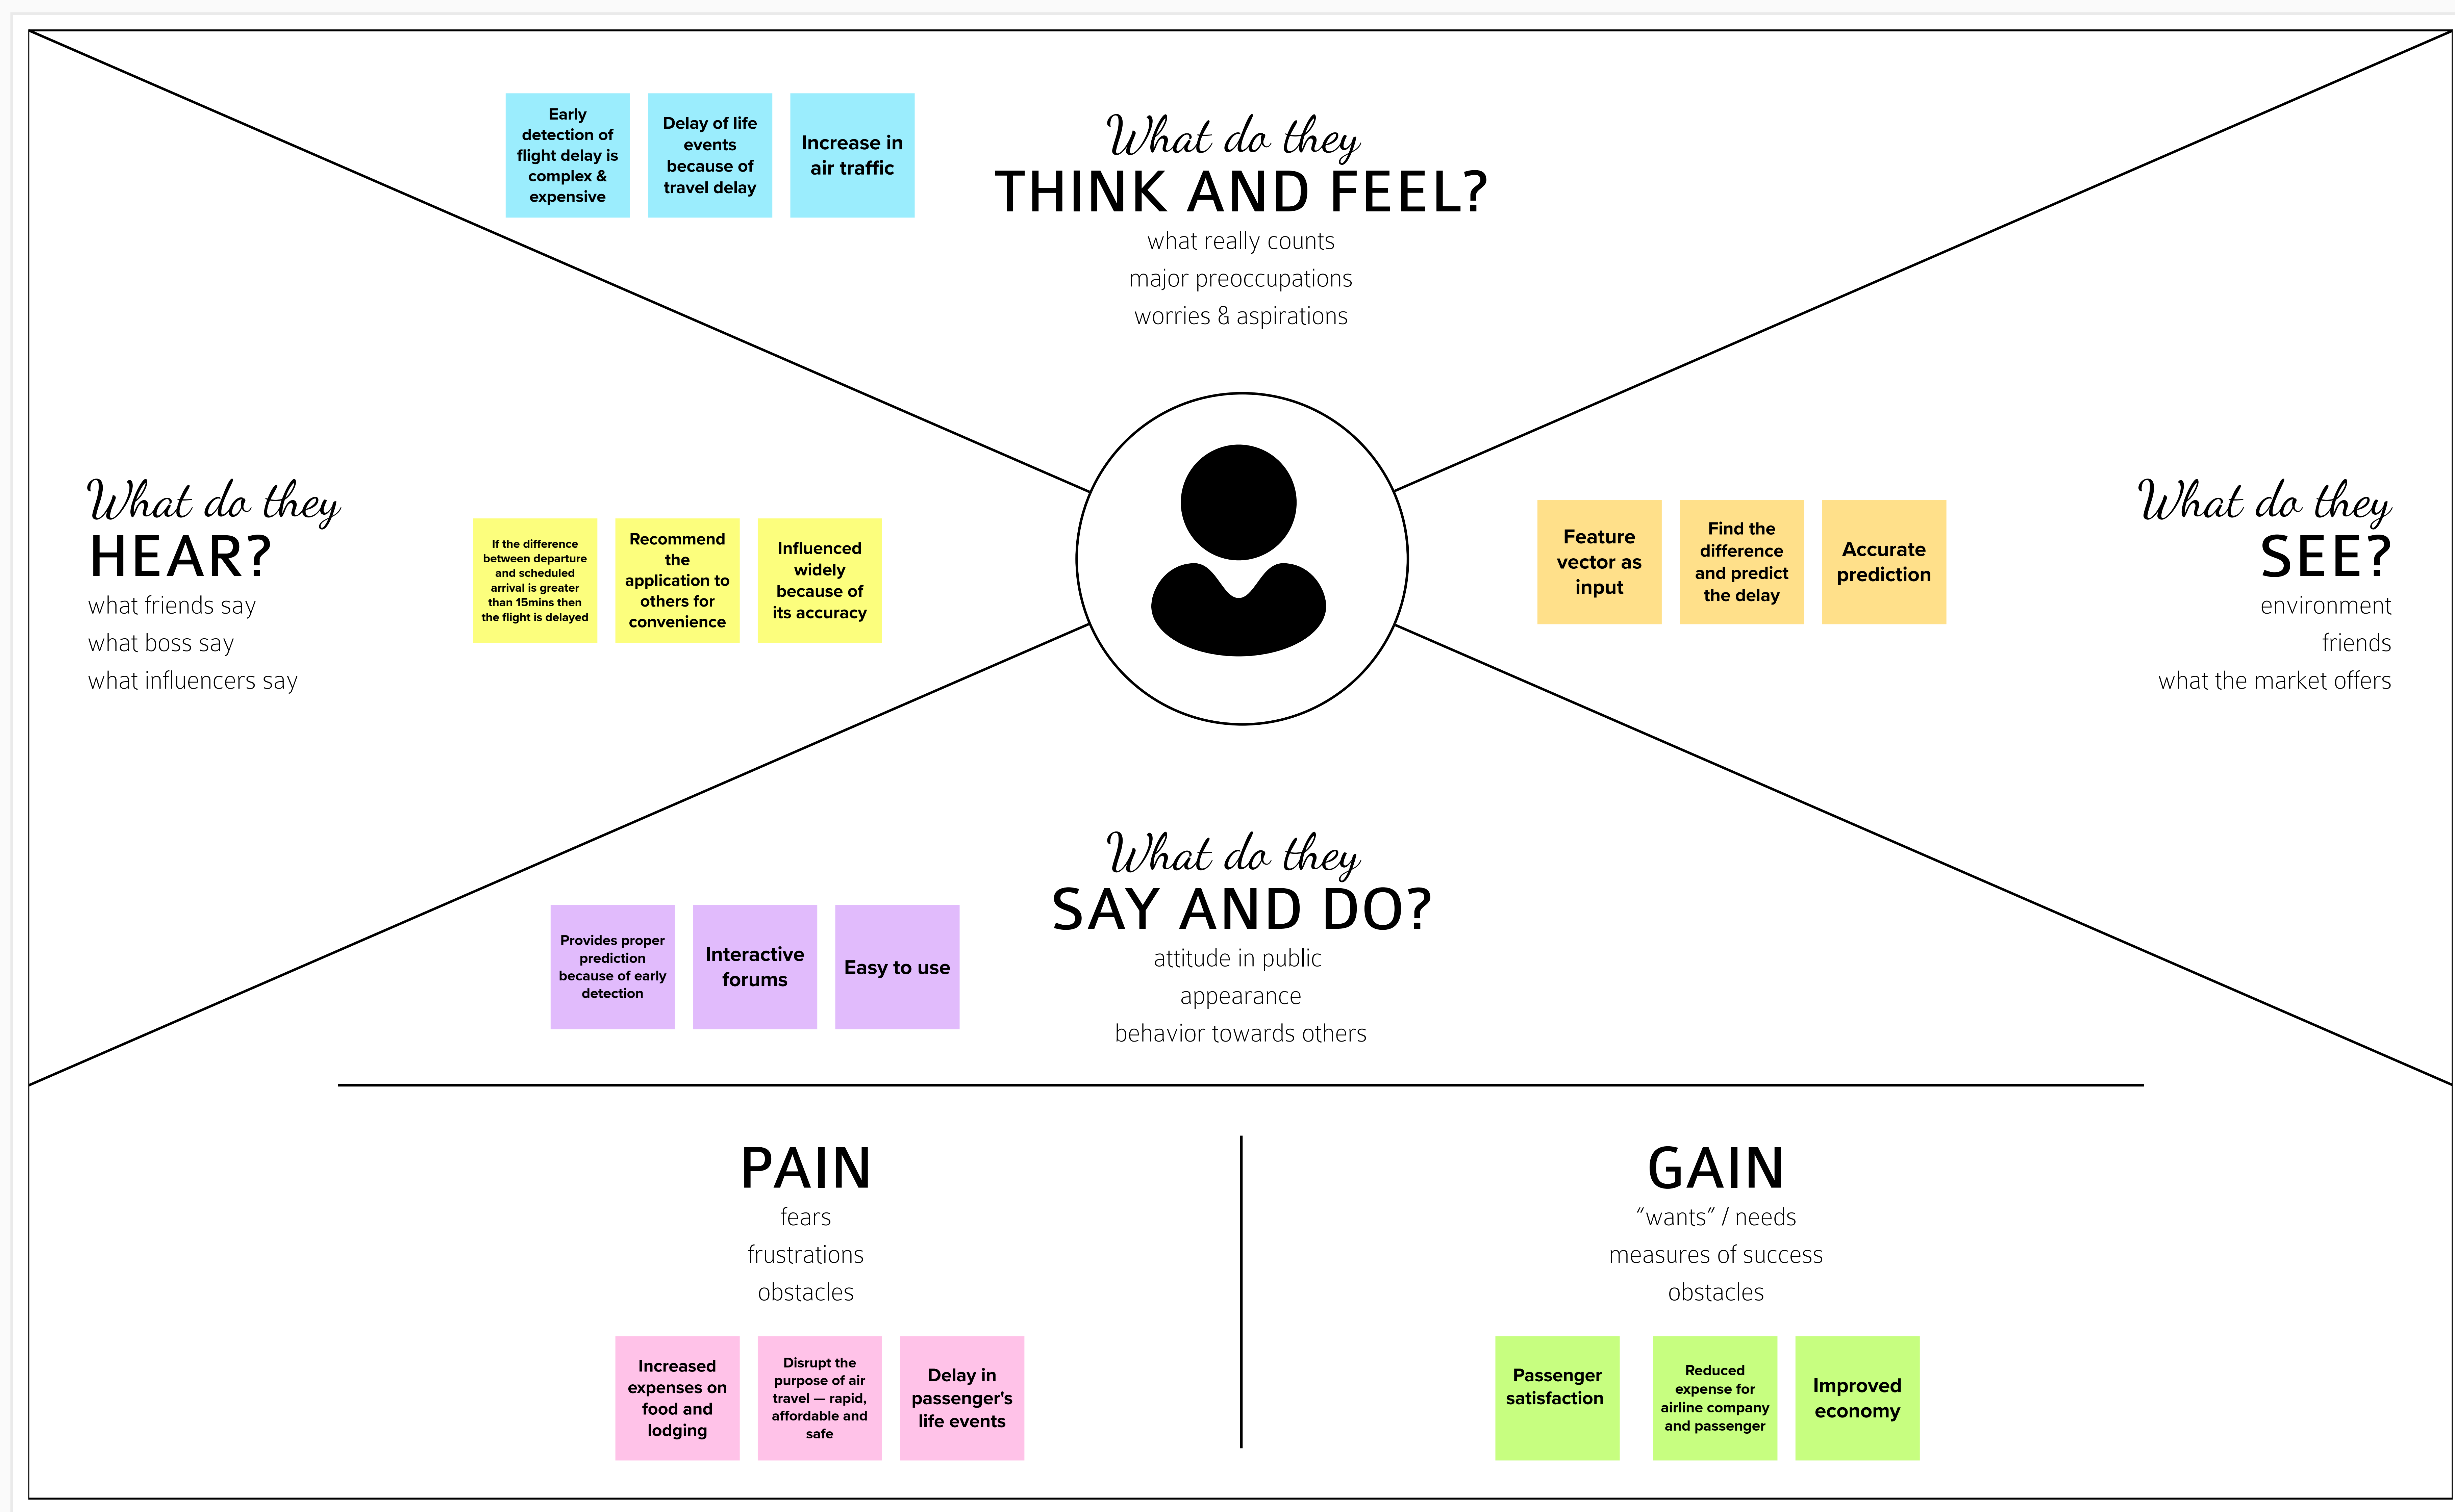 Early
detection of
flight delay is
complex &
expensive
Delay of life
events
because of
travel delay
Increase in
air traffic
What do they
THINK AND FEEL?
what really counts
major preoccupations
worries & aspirations
What do they
HEAR?
what friends say
what boss say
what influencers say
If the difference
between departure
and scheduled
arrival is greater
than 15mins then
the flight is delayed
Recommend
the
application to
others for
convenience
Influenced
widely
because of
its accuracy
Feature
vector as
input
Find the
difference
and predict
the delay
Accurate
prediction
What do they
SEE?
environment
friends
what the market offers
What do they
SAY AND DO?
attitude in public
appearance
behavior towards others
Provides proper
prediction
because of early
detection
Interactive
forums
Easy to use
PAIN
fears
frustrations
obstacles
Increased
expenses on
food and
lodging
Disrupt the
purpose of air
travel — rapid,
affordable and
safe
Delay in
passenger's
life events
GAIN
“wants” / needs
measures of success
obstacles
Passenger
satisfaction
Reduced
expense for
airline company
and passenger
Improved
economy